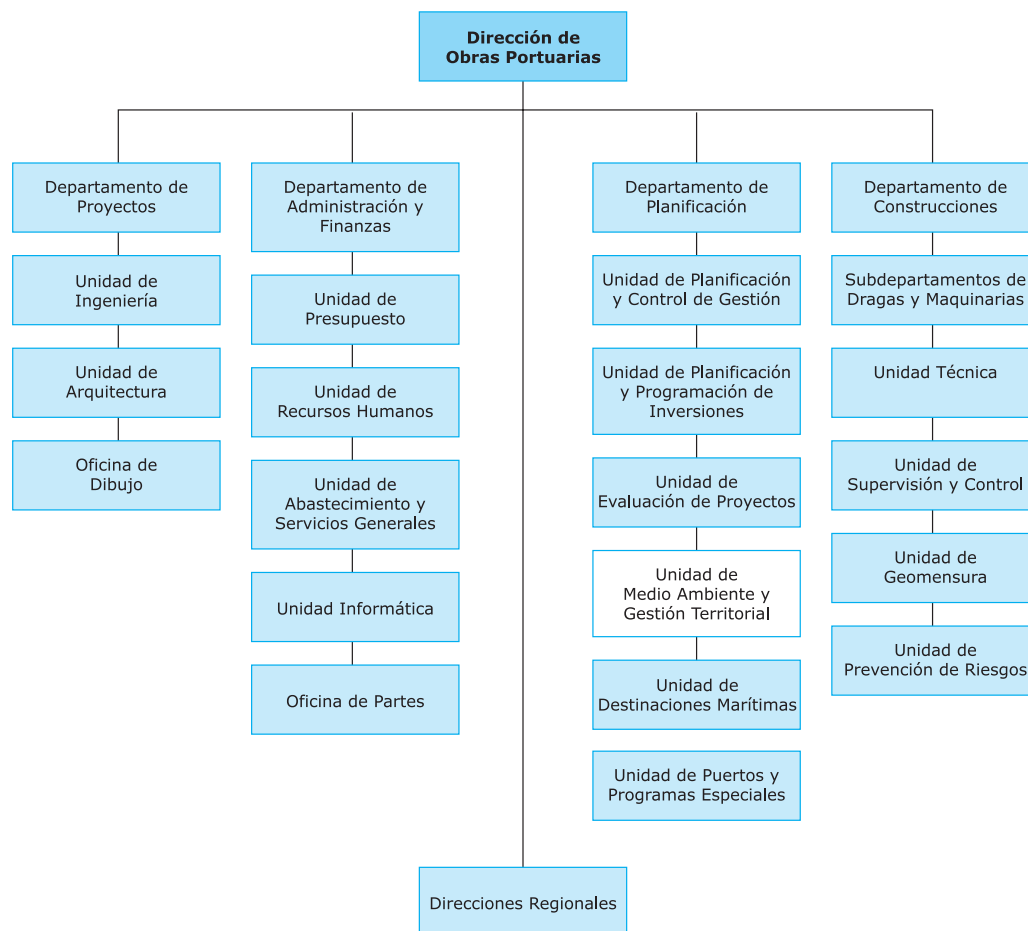 Dirección de
Obras Portuarias
Departamento de
Proyectos
Unidad de
Ingeniería
Unidad de
Arquitectura
Oficina de
Dibujo
Departamento de
Administración y
Finanzas
Unidad de
Presupuesto
Unidad de
Recursos Humanos
Unidad de
Abastecimiento y
Servicios Generales
Unidad Informática
Oficina de Partes
Departamento de
Planificación
Unidad de Planificación
y Control de Gestión
Unidad de Planificación
y Programación de
Inversiones
Unidad de
Evaluación de Proyectos
Unidad de
Medio Ambiente y
Gestión Territorial
Unidad de
Destinaciones Marítimas
Unidad de Puertos y
Programas Especiales
Departamento de
Construcciones
Subdepartamentos de
Dragas y Maquinarias
Unidad Técnica
Unidad de
Supervisión y Control
Unidad de
Geomensura
Unidad de
Prevención de Riesgos
Direcciones Regionales